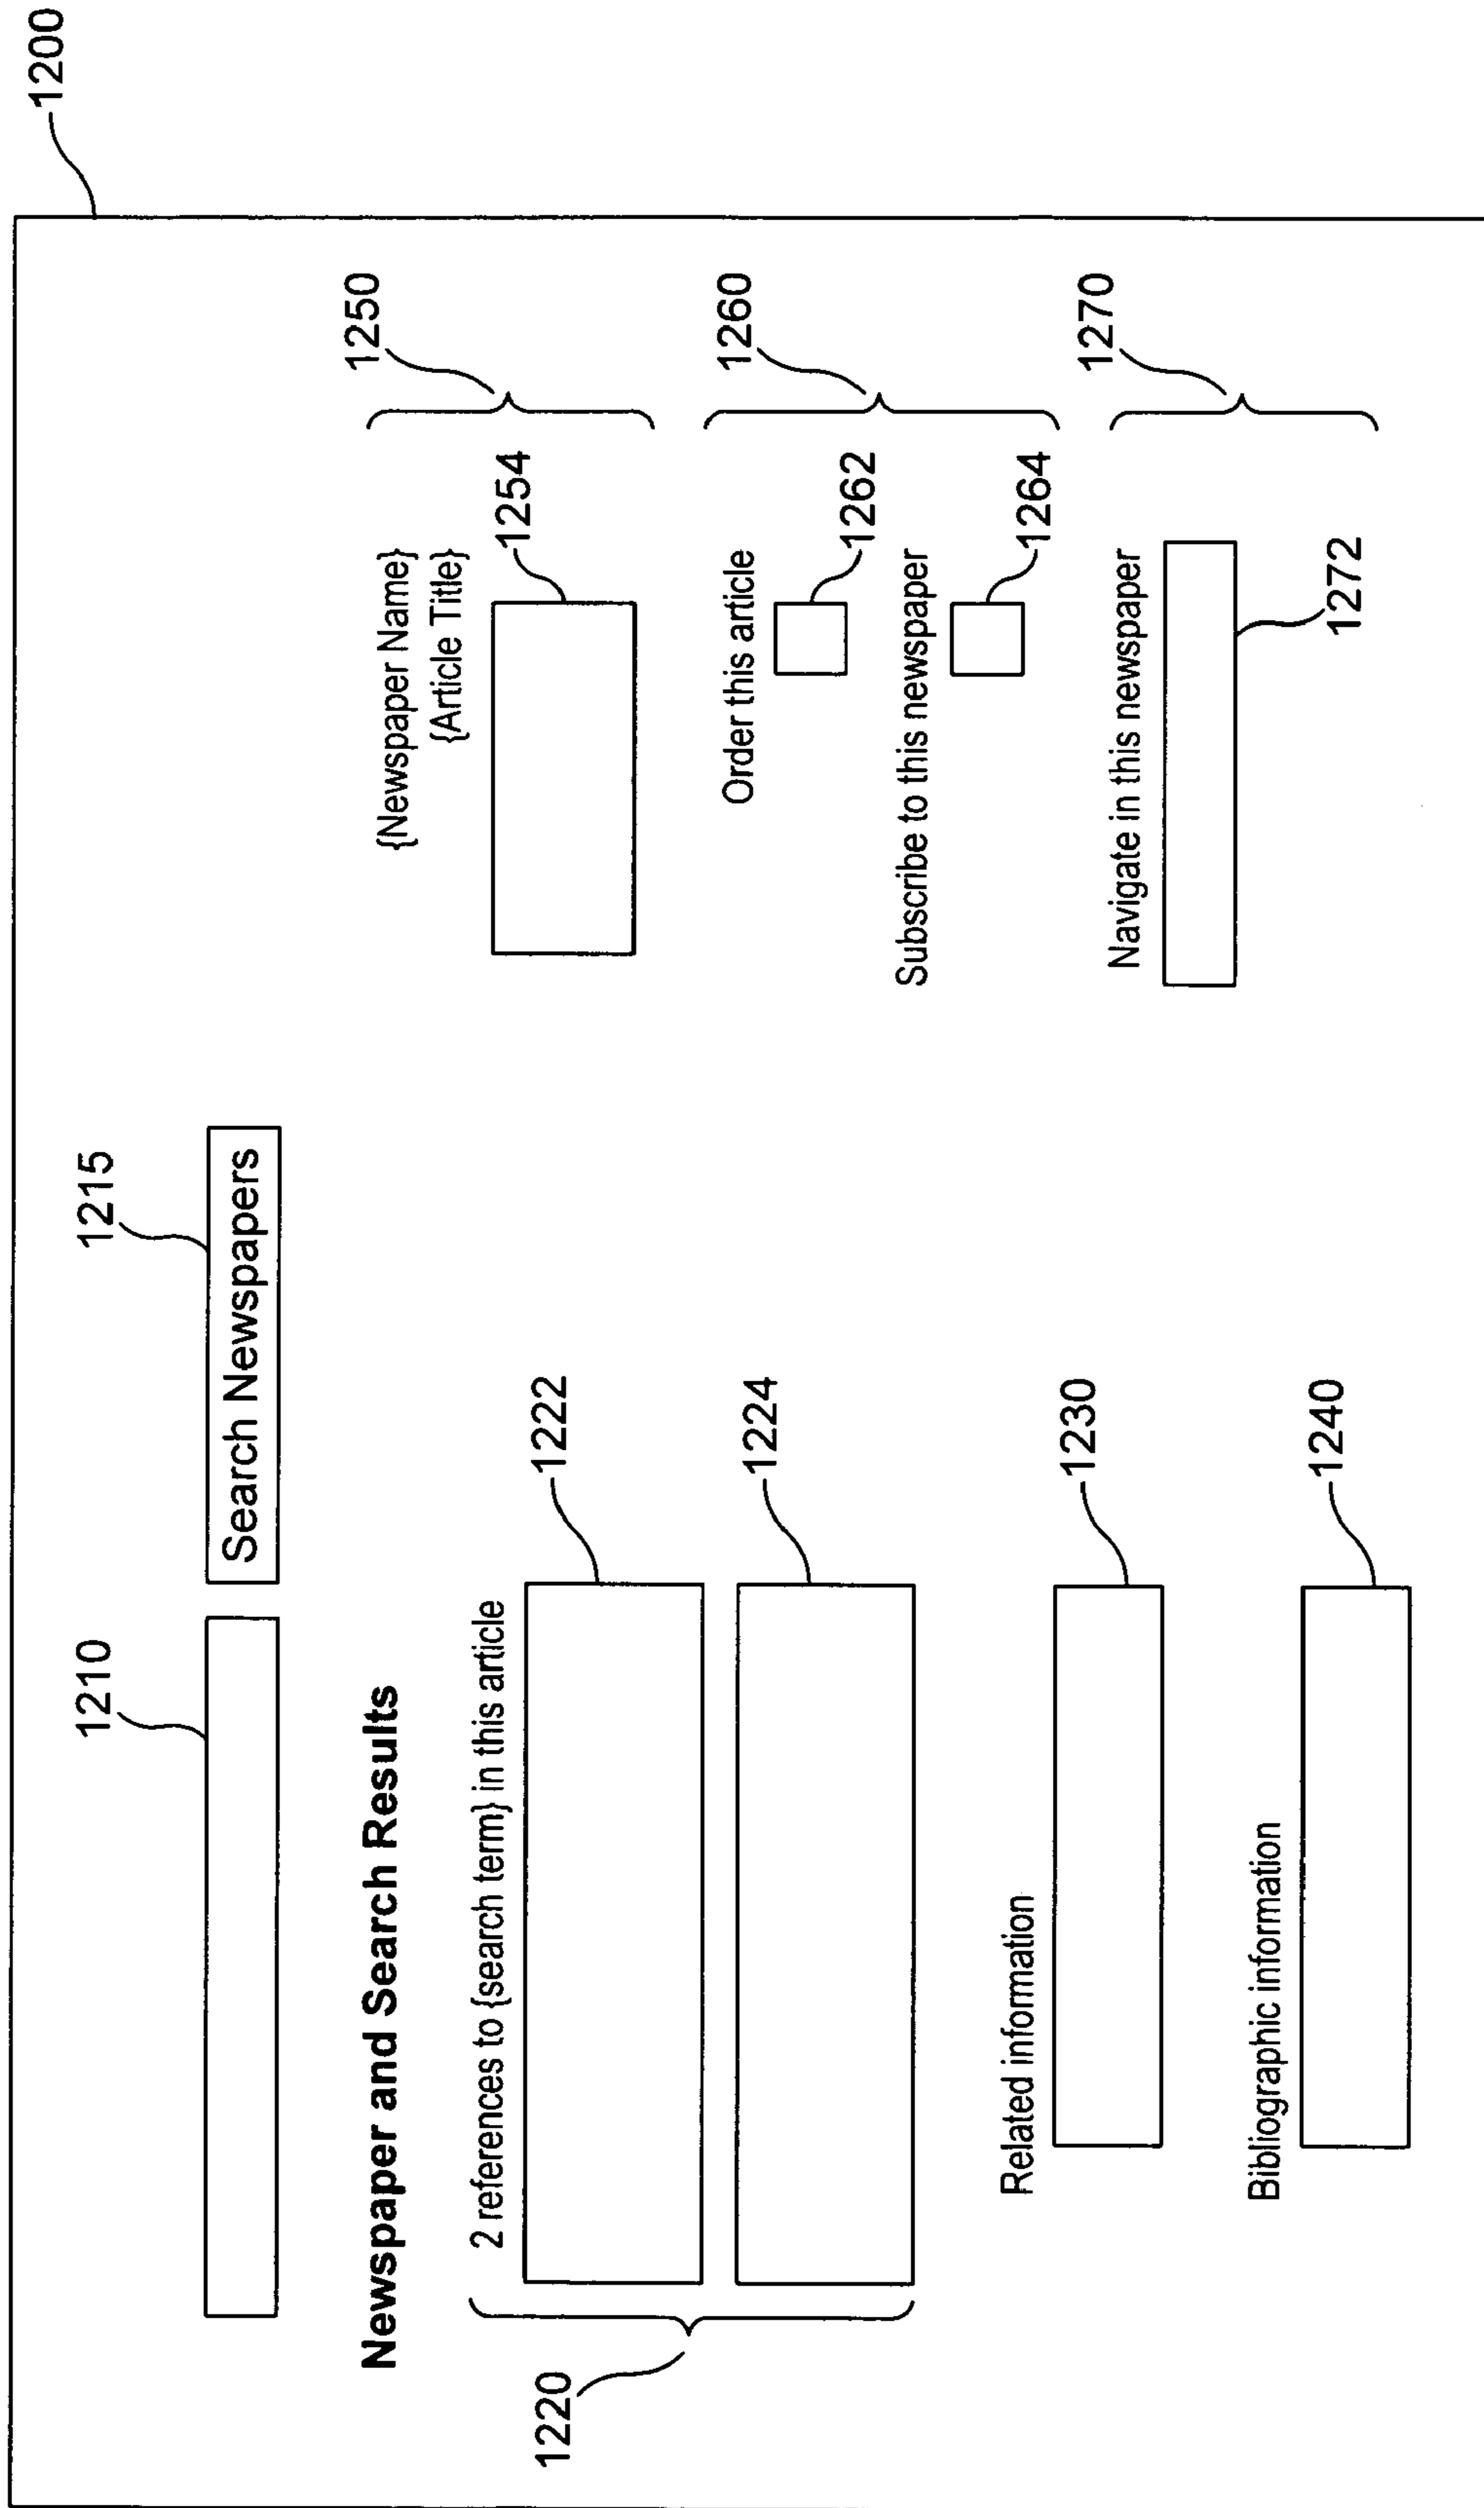 1200
1210
1215
Search Newspapers
Newspaper and Search Results
1220
2 references to {search term} in this article
1222
1224
Related information
1230
Bibliographic information
1240
{Newspaper Name}
{Article Title}
1250
1254
Order this article
1260
1262
Subscribe to this newspaper
1264
Navigate in this newspaper
1270
1272